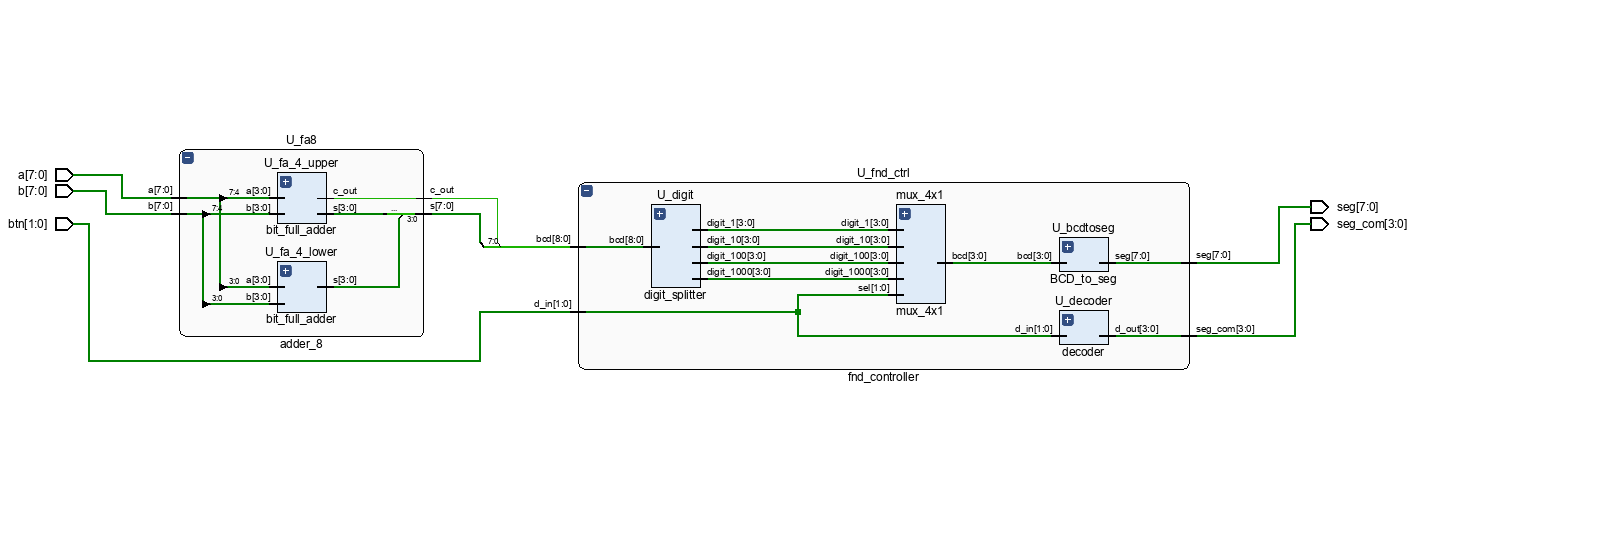 U_fa8
U_fa_4_upper
a[7:0]
b[7:0]
btn[1:0]
a[7:0]
b[7:0]
7:4
7:4
a[3:0]
b[3:0]
c_out
s[3:0]
...
3:0
c_out
s[7:0]
bit_full_adder
U_fa_4_lower
3:0
3:0
a[3:0]
b[3:0]
s[3:0]
bit_full_adder
adder_8
7:0
U_fnd_ctrl
bcd[8:0]
d_in[1:0]
U_digit
bcd[8:0]
digit_1[3:0]
digit_10[3:0]
digit_100[3:0]
digit_1000[3:0]
digit_splitter
mux_4x1
digit_1[3:0]
digit_10[3:0]
digit_100[3:0]
digit_1000[3:0]
sel[1:0]
bcd[3:0]
mux_4x1
U_bcdtoseg
bcd[3:0]
seg[7:0]
BCD_to_seg
U_decoder
d_in[1:0]
d_out[3:0]
decoder
seg[7:0]
seg_com[3:0]
fnd_controller
seg[7:0]
seg_com[3:0]